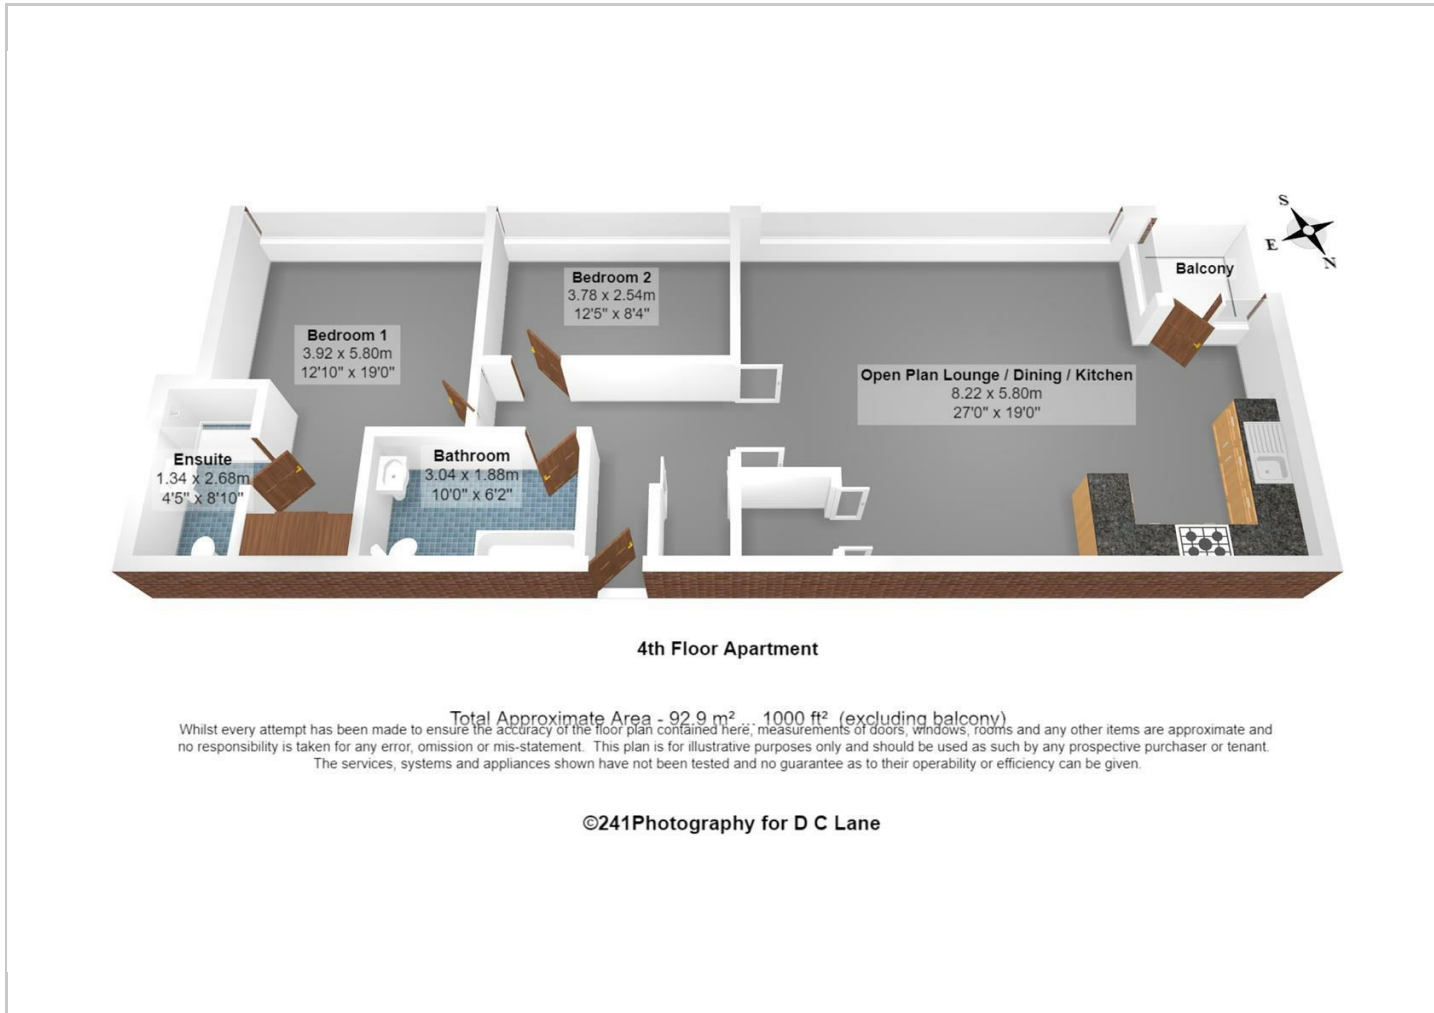 S
E
N
Balcony
Bedroom 2
3.78 x 2.54m
12'5" x 8'4"
Bedroom 1
3.92 x 5.80m
12'10" x 19'0"
Open Plan Lounge / Dining / Kitchen
8.22 x 5.80m
27'0" x 19'0"
Ensuite
1.34 x 2.68m
4'5" x 8'10"
Bathroom
3.04 x 1.88m
10'0" x 6'2"
4th Floor Apartment
Total Approximate Area - 92.9 m² ... 1000 ft² (excluding balcony)
Whilst every attempt has been made to ensure the accuracy of the floor plan contained here, measurements of doors, windows, rooms and any other items are approximate and
no responsibility is taken for any error, omission or mis-statement. This plan is for illustrative purposes only and should be used as such by any prospective purchaser or tenant.
The services, systems and appliances shown have not been tested and no guarantee as to their operability or efficiency can be given.
©241Photography for D C Lane